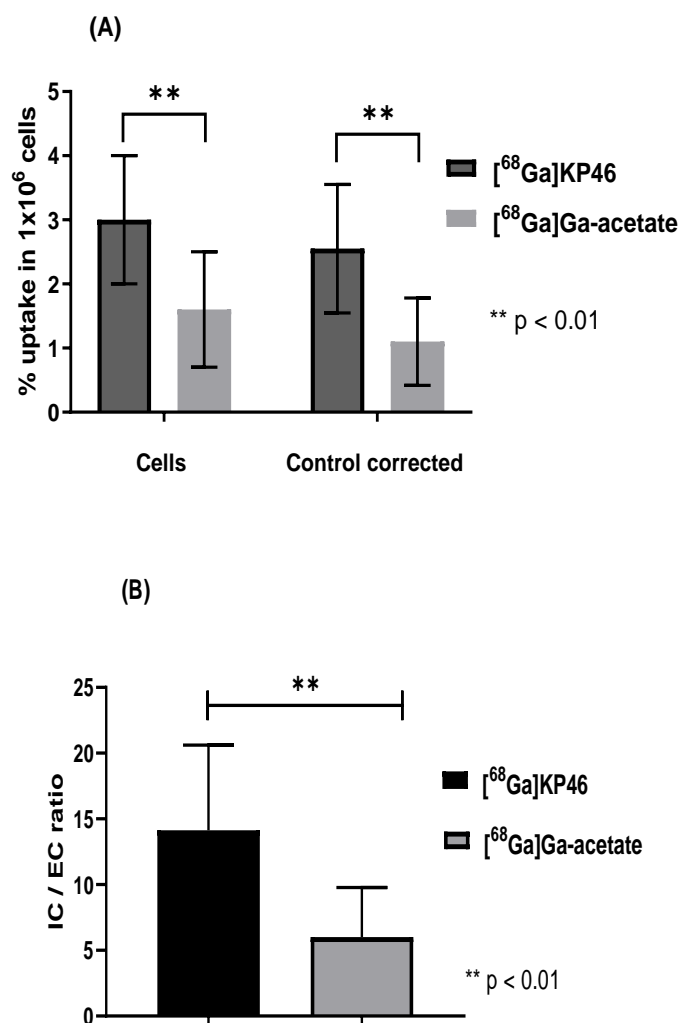 (A)
**
**
5
4
3
2
1
0
% uptake in 1x10⁶ cells
[⁶⁸Ga]KP46
[⁶⁸Ga]Ga-acetate
** p < 0.01
Cells
Control corrected
(B)
**
25
20
15
10
5
0
IC / EC ratio
[⁶⁸Ga]KP46
[⁶⁸Ga]Ga-acetate
** p < 0.01